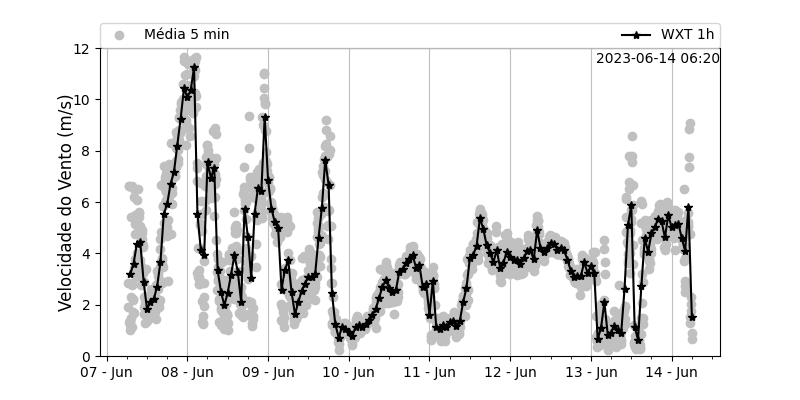 Média 5 min
WXT 1h
2023-06-14 06:20
Velocidade do Vento (m/s)
12
10
8
6
4
2
0
07 - Jun
08 - Jun
09 - Jun
10 - Jun
11 - Jun
12 - Jun
13 - Jun
14 - Jun